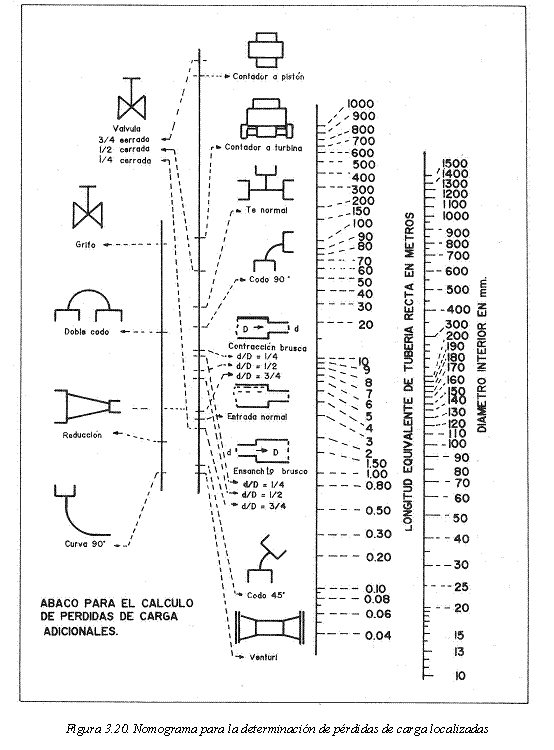 Contador a pistón
Valvula
3/4 serrado
1/2 cerrada
1/4 cerrada
Contador a turbina
Te normal
Grifo
Codo 90°
Doble codo
D
d
Contracción brusca
d/D = 1/4
d/D = 1/2
d/D = 3/4
Entrada normal
Reducción
d
D
Ensancht° brusco
d/D = 1/4
d/D = 1/2
d/D = 3/4
Curva 90°
Codo 45°
Venturi
ABACO PARA EL CALCULO
DE PERDIDAS DE CARGA
ADICIONALES.
1000
900
800
700
600
500
400
300
200
150
100
90
80
70
60
50
40
30
20
10
9
8
7
6
5
4
3
2
1.50
1.00
0.80
0.50
0.30
0.20
0.10
0.08
0.06
0.04
LONGITUD EQUIVALENTE DE TUBERIA RECTA EN METROS
1500
1400
1300
1200
1100
1000
900
800
700
600
500
400
300
200
190
180
170
160
150
140
130
120
110
100
90
80
70
60
50
40
30
25
20
15
13
10
DIAMETRO INTERIOR EN mm.
Figura 3.20. Nomograma para la determinación de pérdidas de carga localizadas